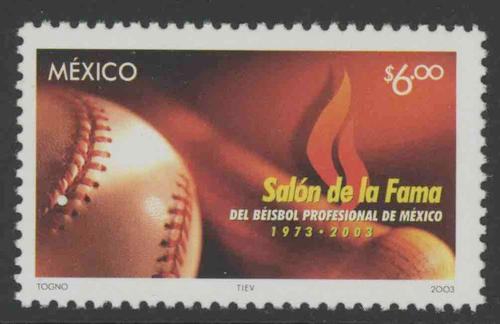 MÉXICO
$6.00
Salón de la Fama
DEL BÉISBOL PROFESIONAL DE MÉXICO
1973 · 2003
TOGNO TIEV 2003